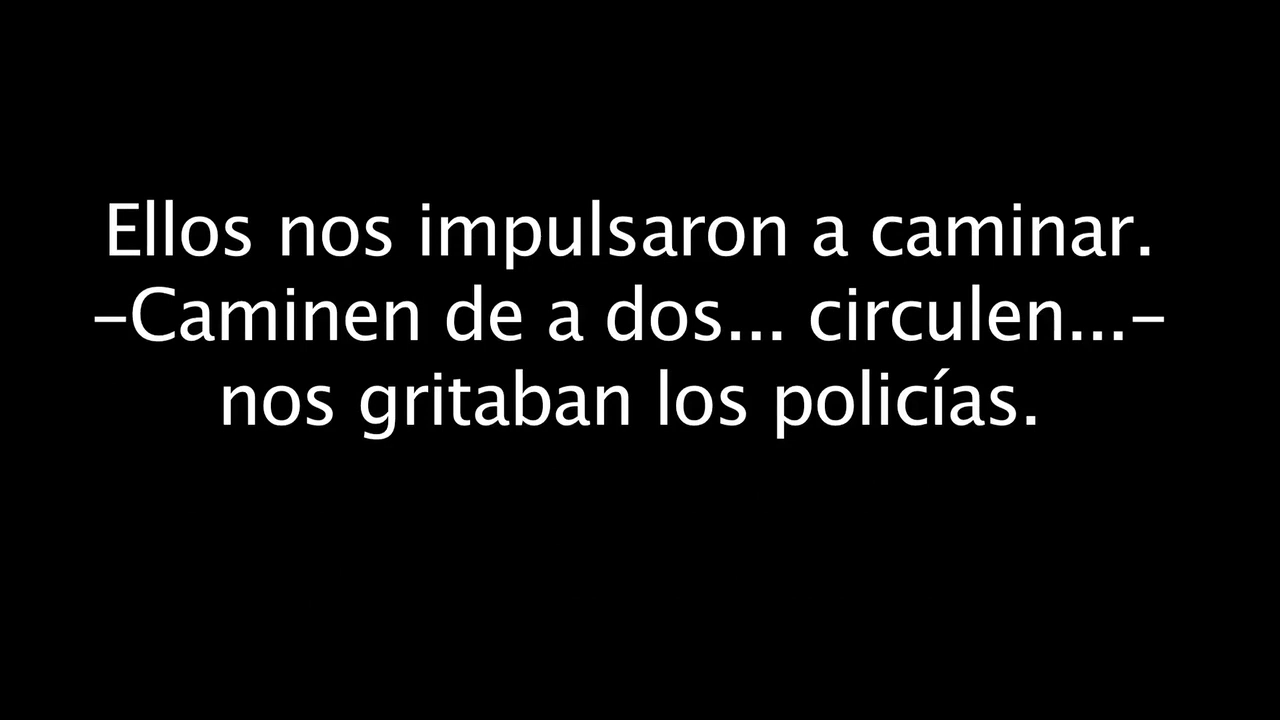 Ellos nos impulsaron a caminar.
-Caminen de a dos... circulen...-
nos gritaban los policías.